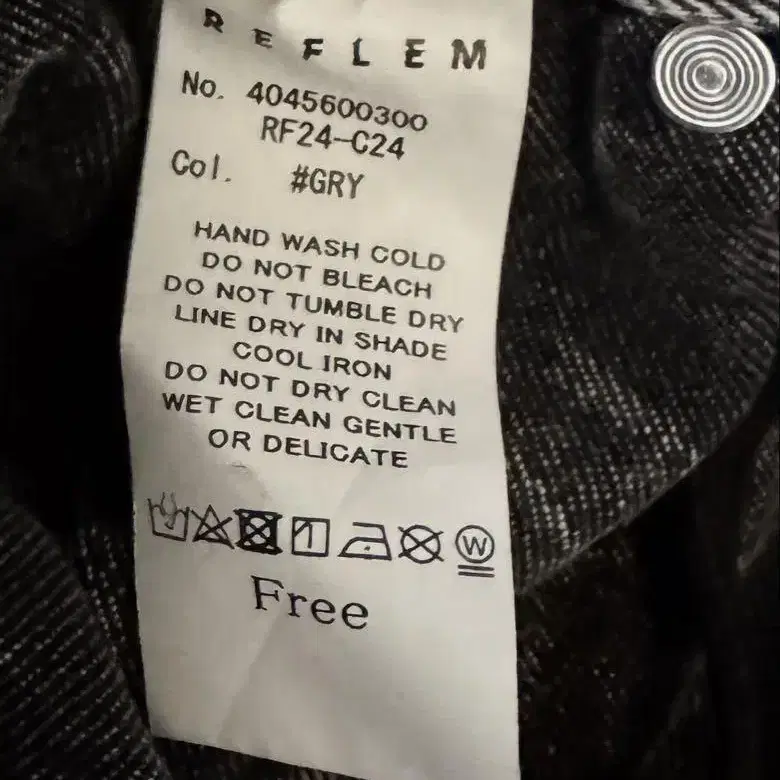 REFLEM
No. 4045600300
RF24-C24
Col. #GRY
HAND WASH COLD
DO NOT BLEACH
DO NOT TUMBLE DRY
LINE DRY IN SHADE
COOL IRON
DO NOT DRY CLEAN
WET CLEAN GENTLE
OR DELICATE
W
Free